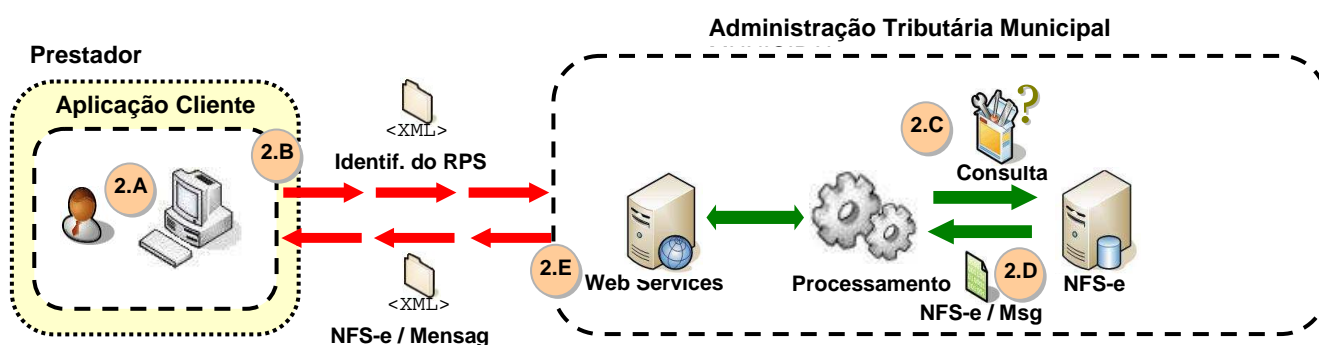 Administração Tributária Municipal
Prestador
Aplicação Cliente
2.A
2.B
<XML>
Identif. do RPS
<XML>
NFS-e / Mensag
2.E
Web Services
Processamento
2.C
?
Consulta
2.D
NFS-e / Msg
NFS-e